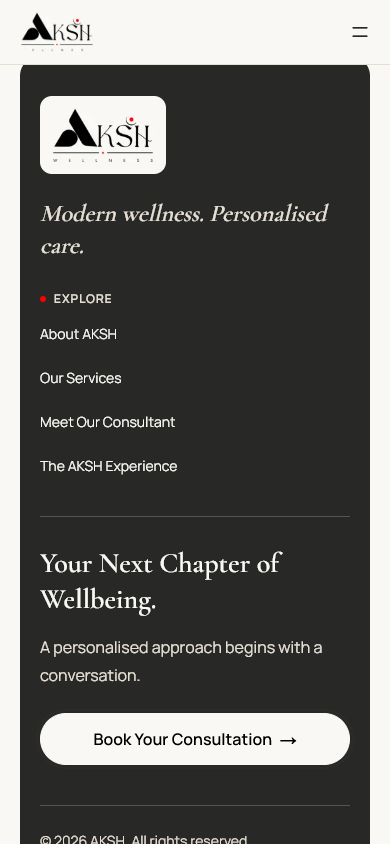 AKSH
WELLNESS
AKSH
WELLNESS
Modern wellness. Personalised
care.
EXPLORE
About AKSH
Our Services
Meet Our Consultant
The AKSH Experience
Your Next Chapter of
Wellbeing.
A personalised approach begins with a
conversation.
Book Your Consultation →
© 2026 AKSH. All rights reserved